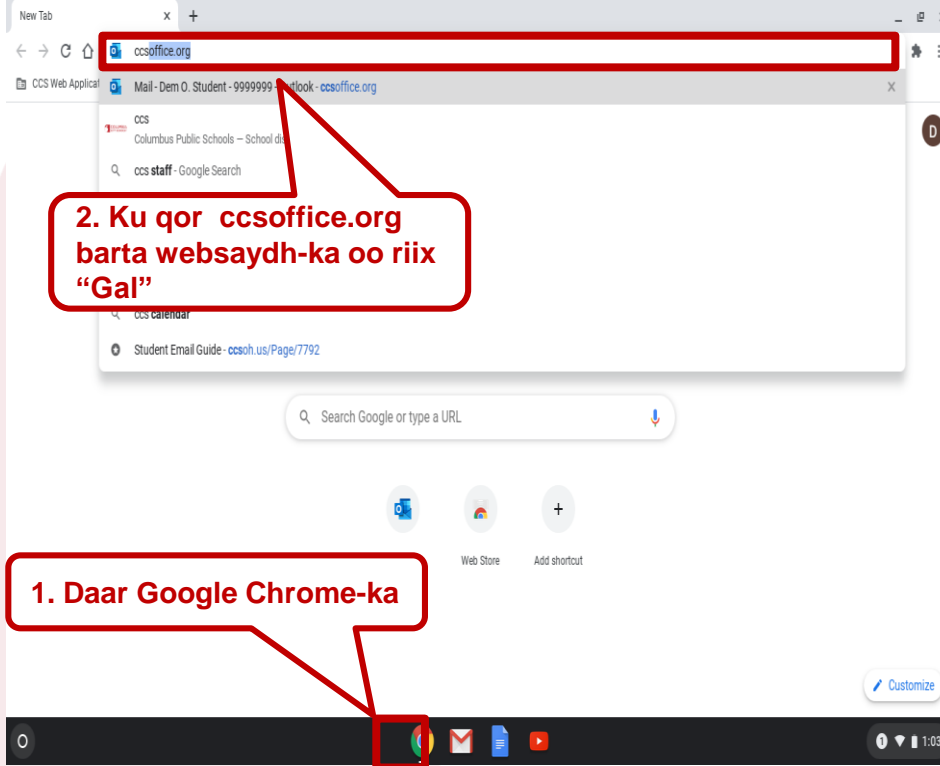 New Tab
ccsoffice.org
CCS Web Applicat
Mail - Dem O. Student - 9999999 - Outlook - ccsoffice.org
ccs
Columbus Public Schools — School dis
ccs staff - Google Search
2. Ku qor ccsoffice.org
barta websaydh-ka oo riix
“Gal”
ccs calendar
Student Email Guide - ccsoh.us/Page/7792
D
Search Google or type a URL
Web Store
Add shortcut
1. Daar Google Chrome-ka
Customize
1 1:03